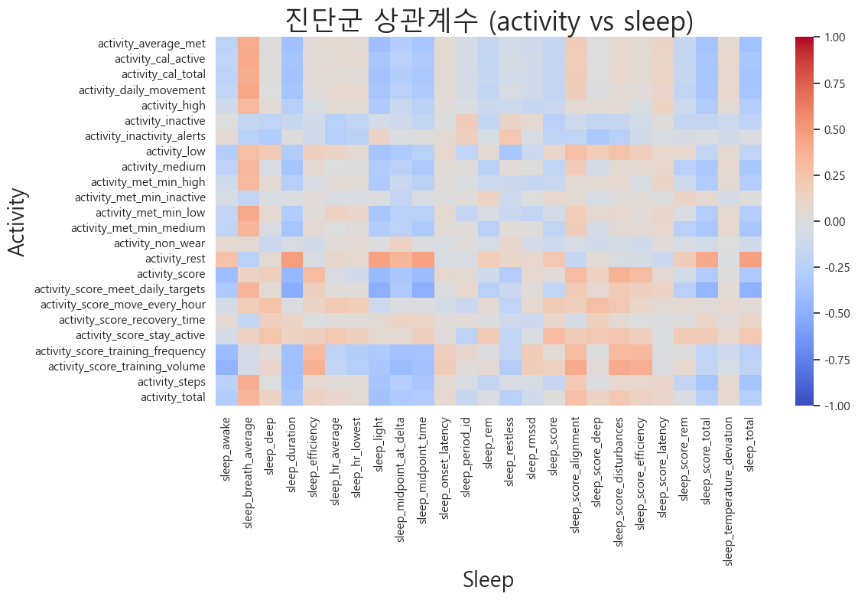 진단군 상관계수 (activity vs sleep)
activity_average_met
activity_cal_active
activity_cal_total
activity_daily_movement
activity_high
activity_inactive
activity_inactivity_alerts
activity_low
activity_medium
activity_met_min_high
activity_met_min_inactive
activity_met_min_low
activity_met_min_medium
activity_non_wear
activity_rest
activity_score
activity_score_meet_daily_targets
activity_score_move_every_hour
activity_score_recovery_time
activity_score_stay_active
activity_score_training_frequency
activity_score_training_volume
activity_steps
activity_total
Activity
sleep_awake
sleep_breath_average
sleep_deep
sleep_duration
sleep_efficiency
sleep_hr_average
sleep_hr_lowest
sleep_light
sleep_midpoint_at_delta
sleep_midpoint_time
sleep_onset_latency
sleep_period_id
sleep_rem
sleep_restless
sleep_rmssd
sleep_score
sleep_score_alignment
sleep_score_deep
sleep_score_disturbances
sleep_score_efficiency
sleep_score_latency
sleep_score_rem
sleep_score_total
sleep_temperature_deviation
sleep_total
Sleep
1.00
0.75
0.50
0.25
0.00
-0.25
-0.50
-0.75
-1.00